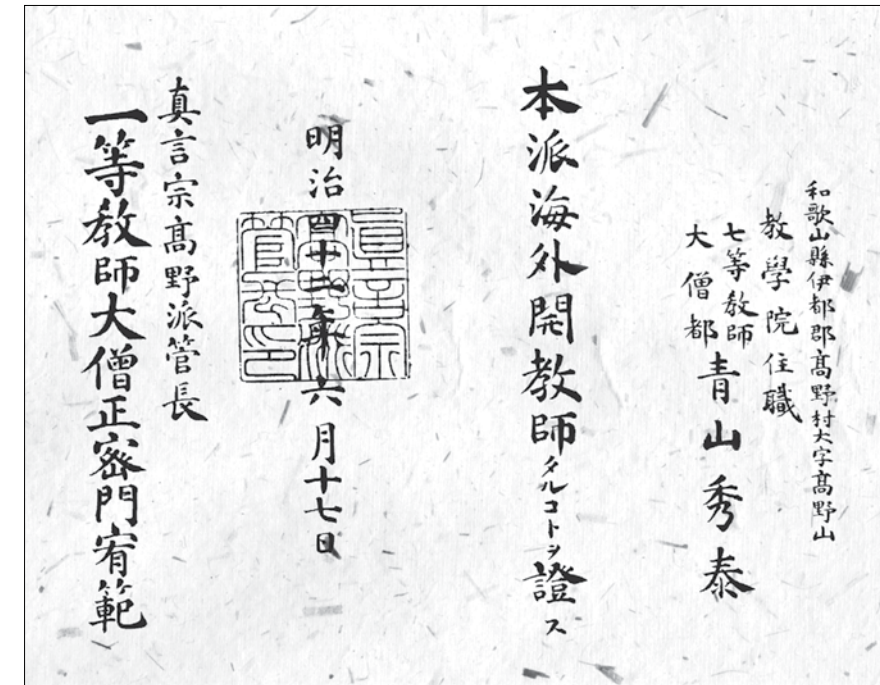 和歌山縣伊都郡髙野村大字髙野山
教學院住職
七等教師
大僧都
青山秀泰
本派海外開教師タルコトヲ證ス
明治四十二年六月十七日
真言宗髙野派管長
一等教師大僧正密門宥範